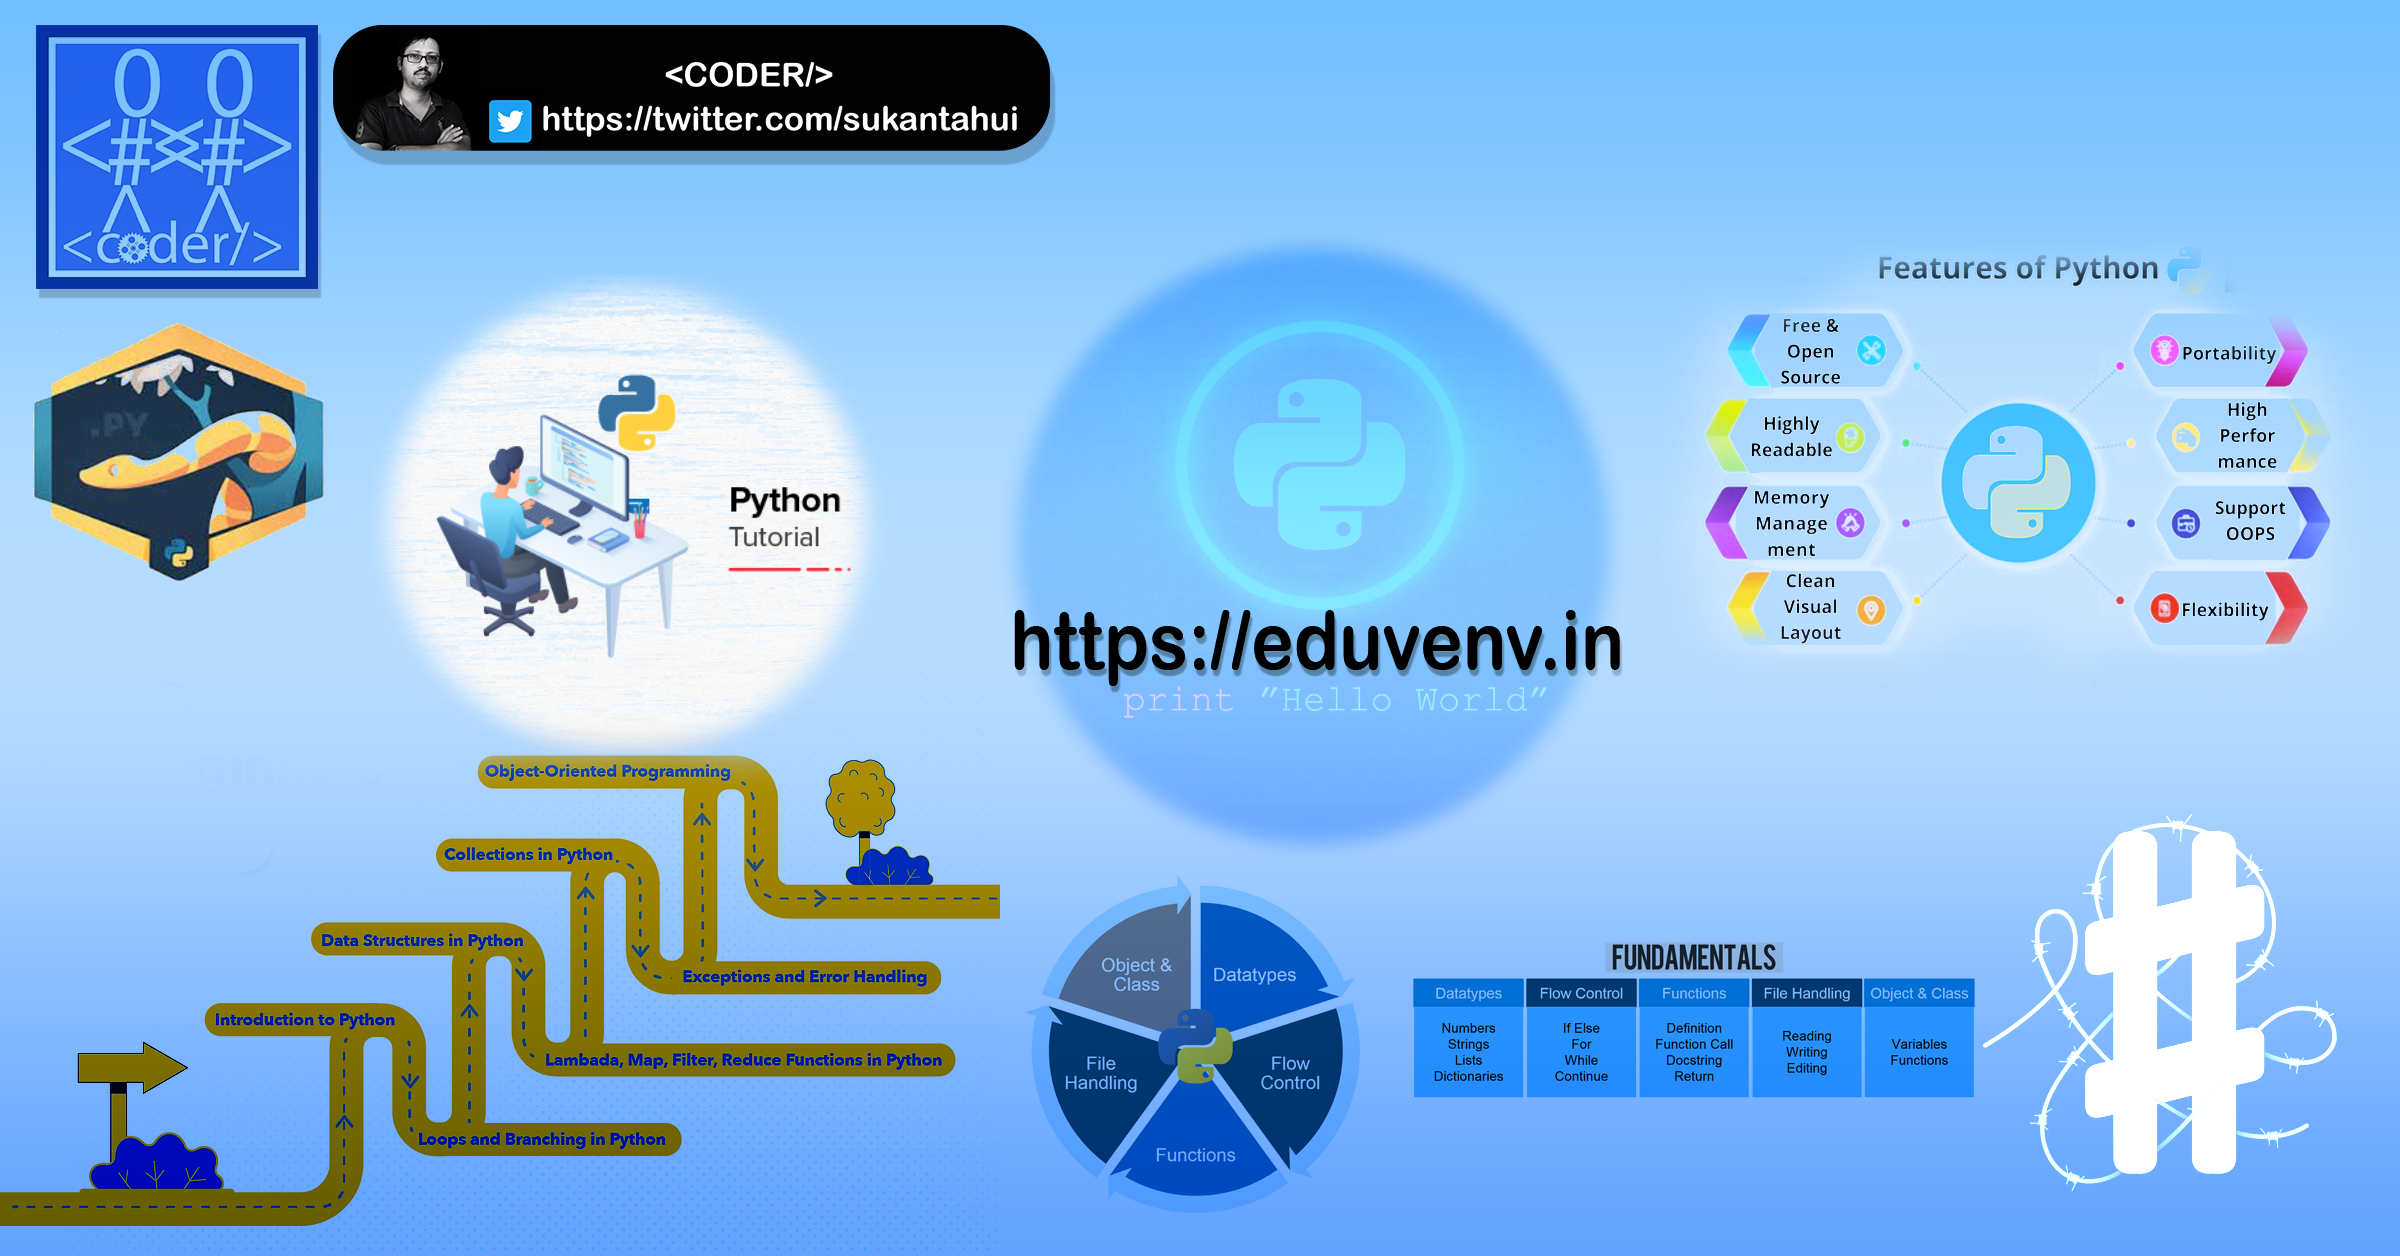 <CODER/>
https://twitter.com/sukantahui
<coder/>
.PY
Python
Tutorial
https://eduvenv.in
print "Hello World"
Features of Python
Free &
Open
Source
Highly
Readable
Memory
Manage
ment
Clean
Visual
Layout
Portability
High
Perfor
mance
Support
OOPS
Flexibility
Object-Oriented Programming
Collections in Python
Data Structures in Python
Exceptions and Error Handling
Introduction to Python
Lambada, Map, Filter, Reduce Functions in Python
Loops and Branching in Python
Object &
Class
Datatypes
File
Handling
Flow
Control
Functions
FUNDAMENTALS
Datatypes Flow Control Functions File Handling Object & Class
Numbers
Strings
Lists
Dictionaries
If Else
For
While
Continue
Definition
Function Call
Docstring
Return
Reading
Writing
Editing
Variables
Functions
#